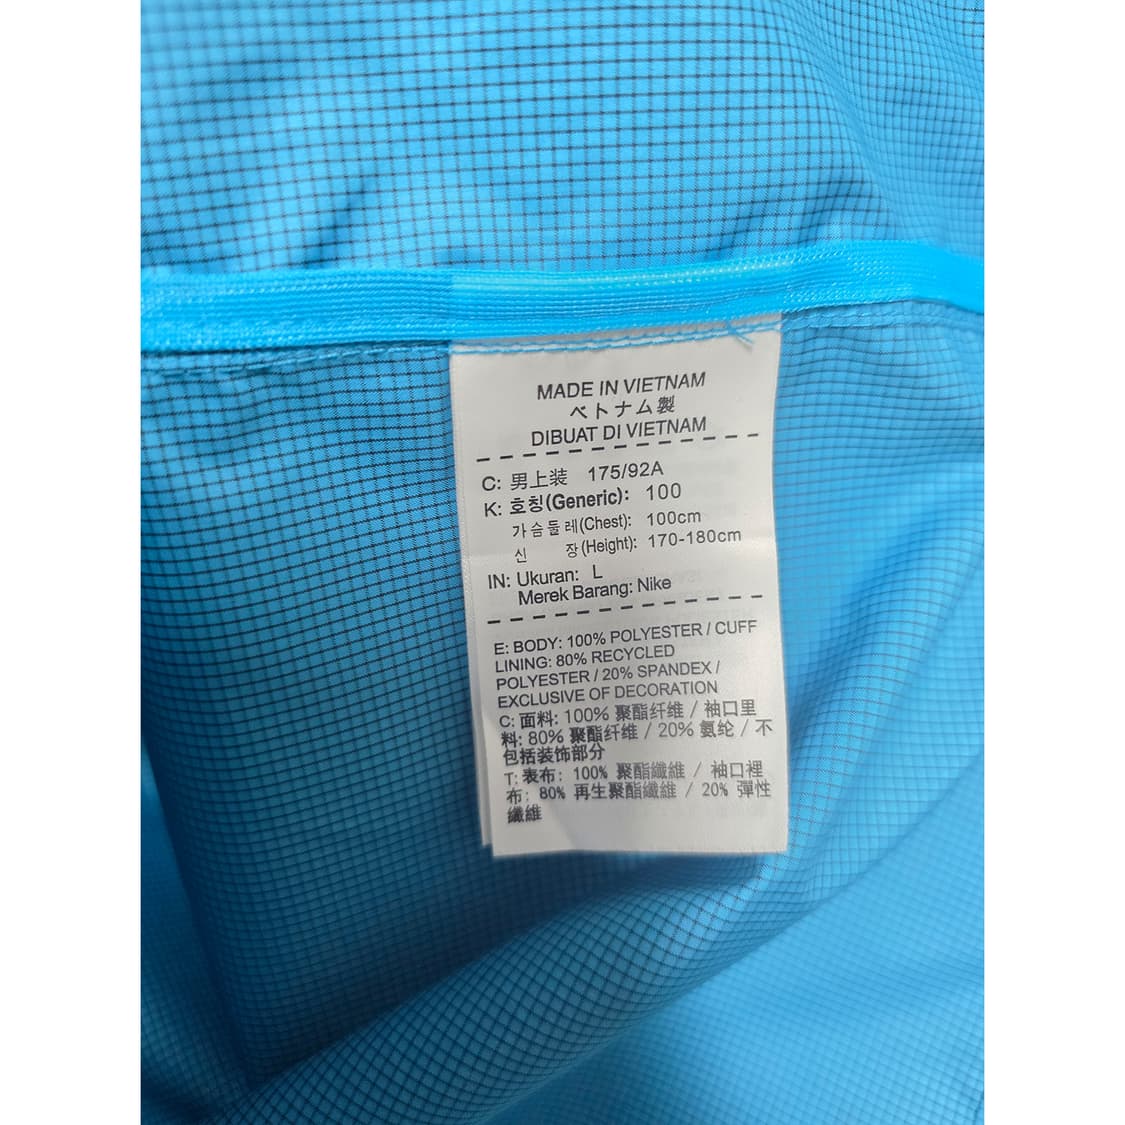 MADE IN VIETNAM
ベトナム製
DIBUAT DI VIETNAM
C: 男上装 175/92A
K: 호칭(Generic): 100
가슴둘레(Chest): 100cm
신 장(Height): 170-180cm
IN: Ukuran: L
Merek Barang: Nike
E: BODY: 100% POLYESTER / CUFF
LINING: 80% RECYCLED
POLYESTER / 20% SPANDEX /
EXCLUSIVE OF DECORATION
C: 面料: 100% 聚酯纤维 / 袖口里
料: 80% 聚酯纤维 / 20% 氨纶 / 不
包括装饰部分
T: 表布: 100% 聚酯纖維 / 袖口裡
布: 80% 再生聚酯纖維 / 20% 彈性
纖維